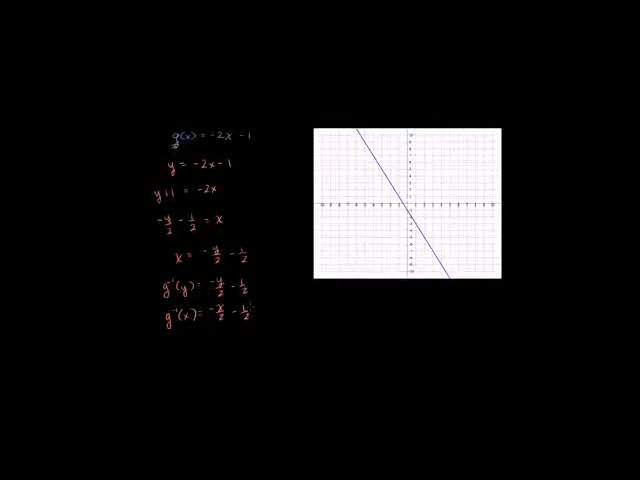 g(x) = -2x - 1
y = -2x - 1
y + 1 = -2x
-y/2 - 1/2 = x
x = -y/2 - 1/2
g⁻¹(y) = -y/2 - 1/2
g⁻¹(x) = -x/2 - 1/2